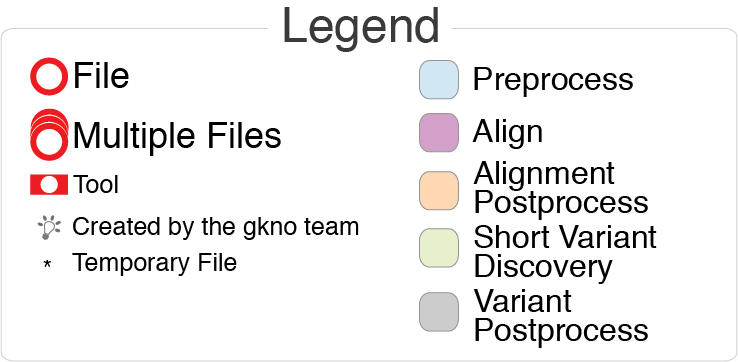 Legend
File
Multiple Files
Tool
Created by the gkno team
* Temporary File
Preprocess
Align
Alignment
Postprocess
Short Variant
Discovery
Variant
Postprocess